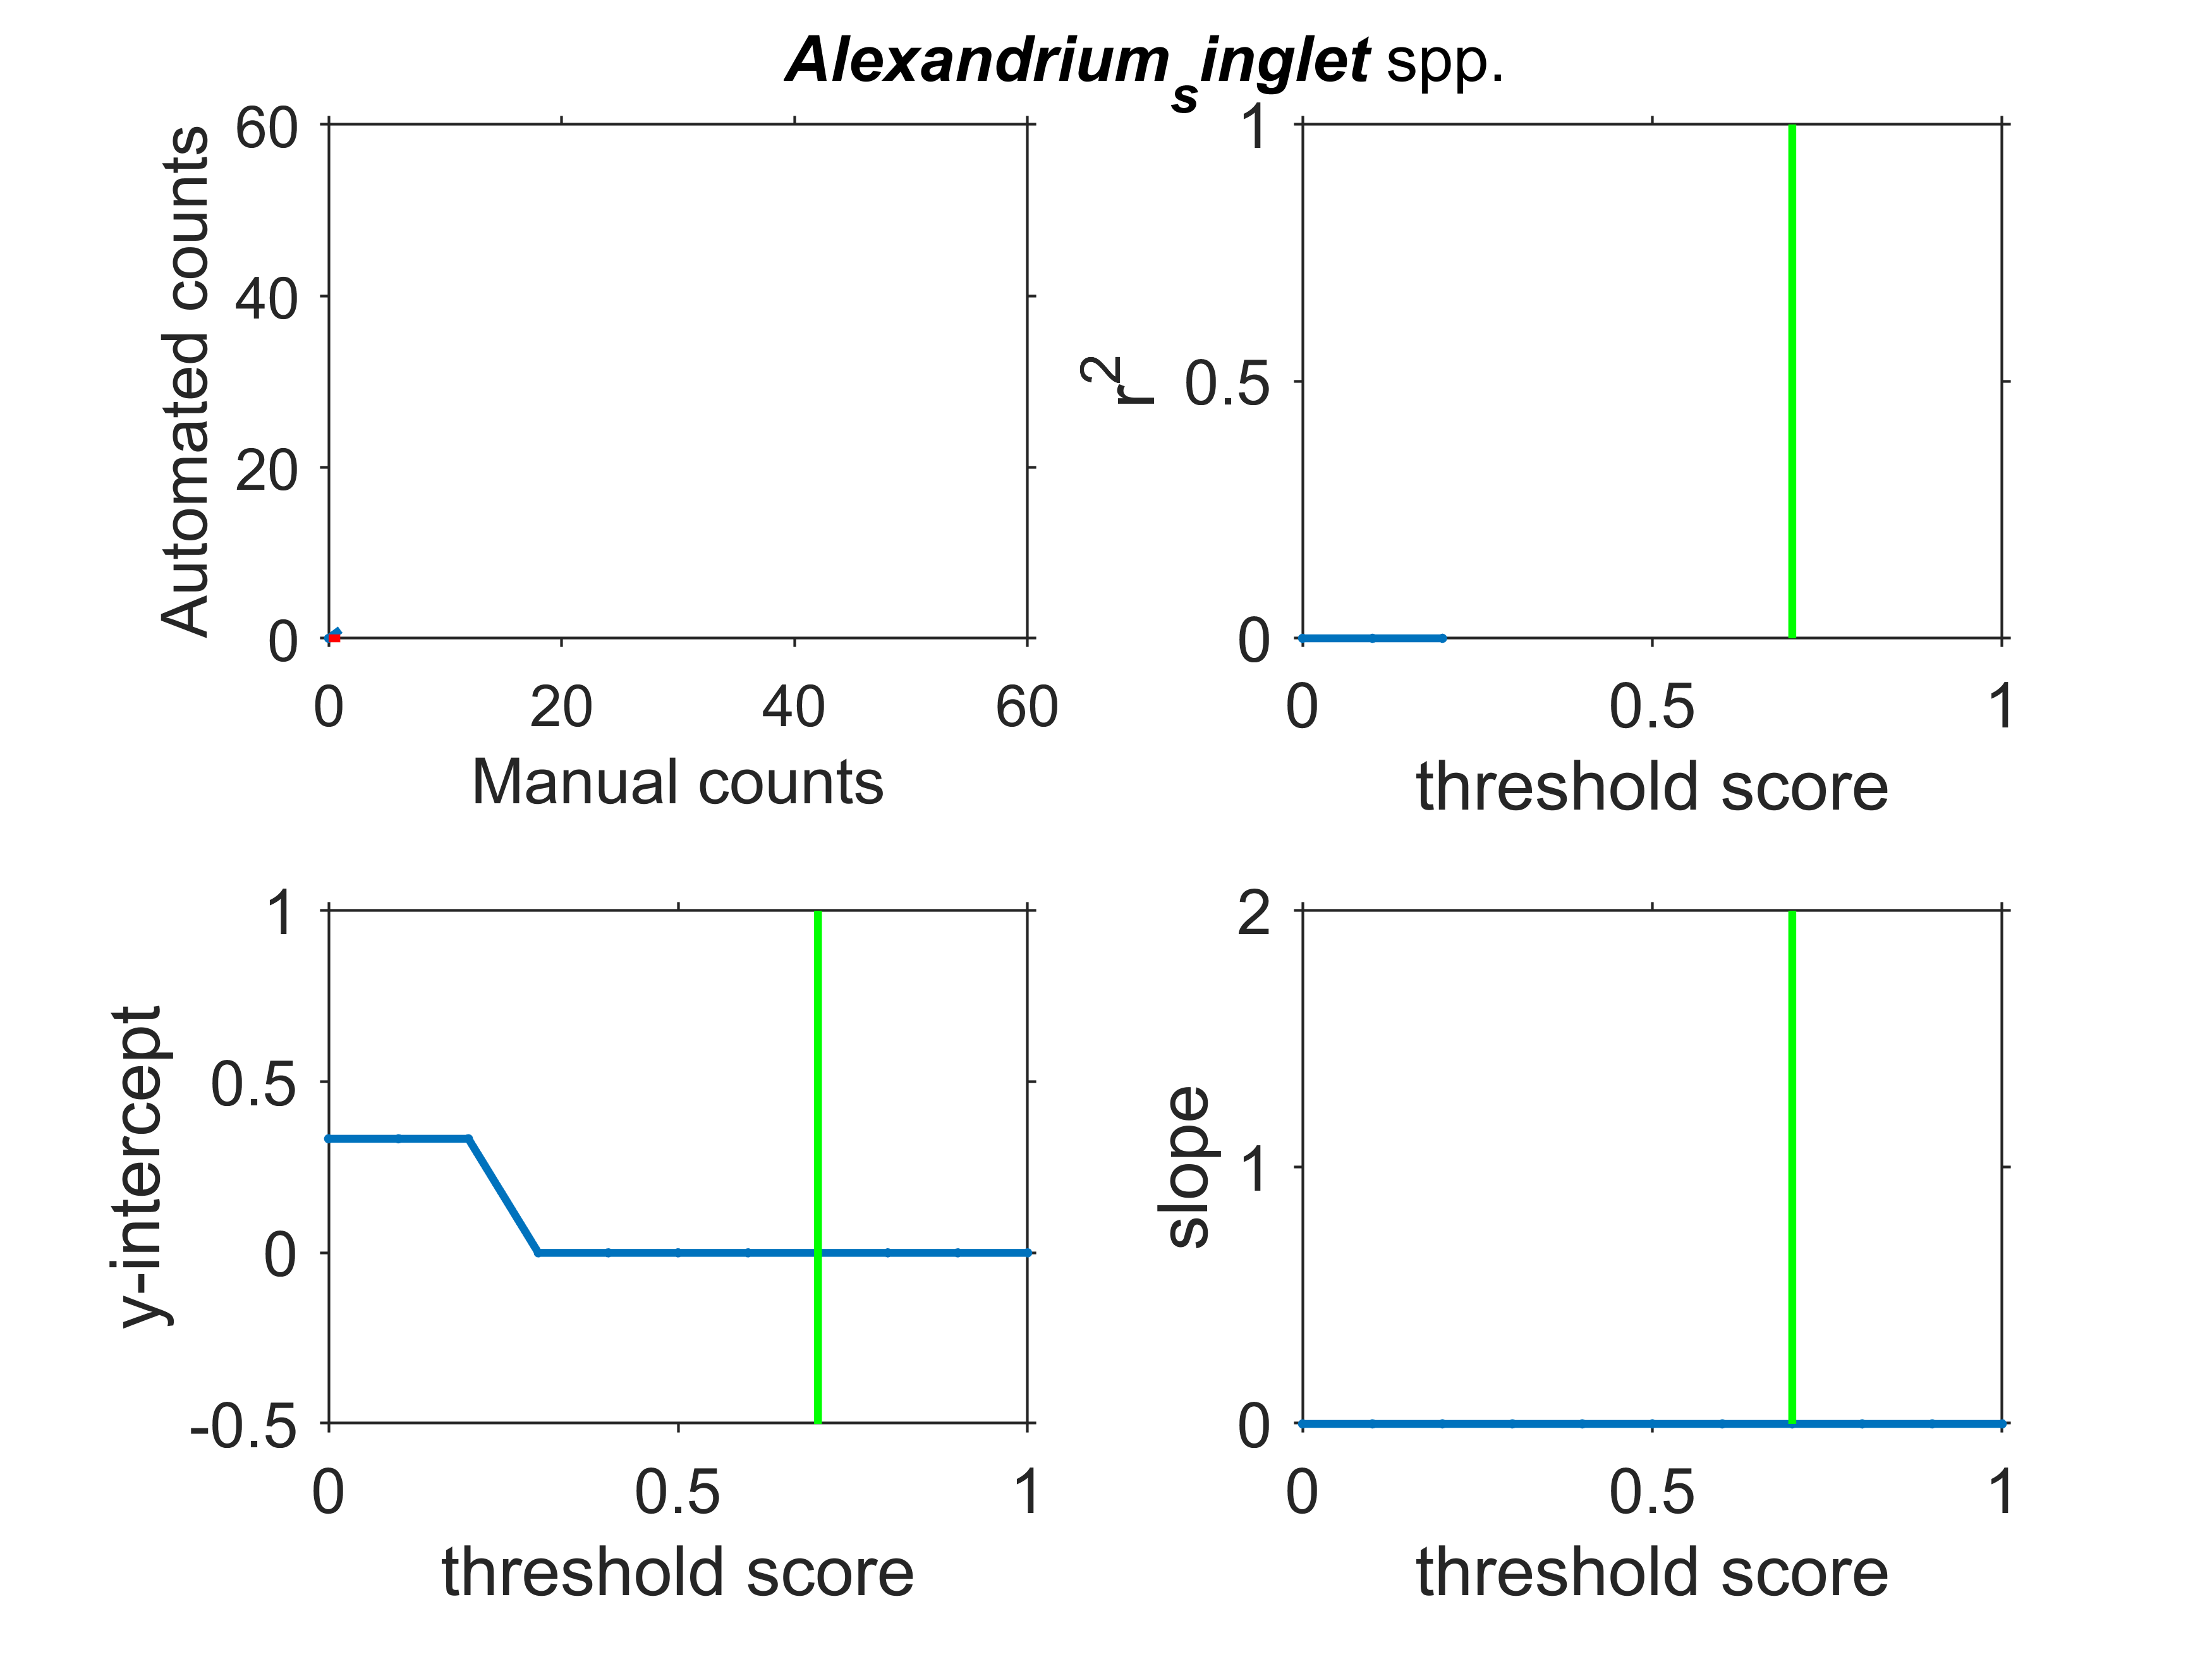 Alexandrium_singlet spp.
60
40
20
0
Automated counts
0 20 40 60
Manual counts
1
0.5
0
r²
0 0.5 1
threshold score
1
0.5
0
-0.5
y-intercept
0 0.5 1
threshold score
2
1
0
slope
0 0.5 1
threshold score